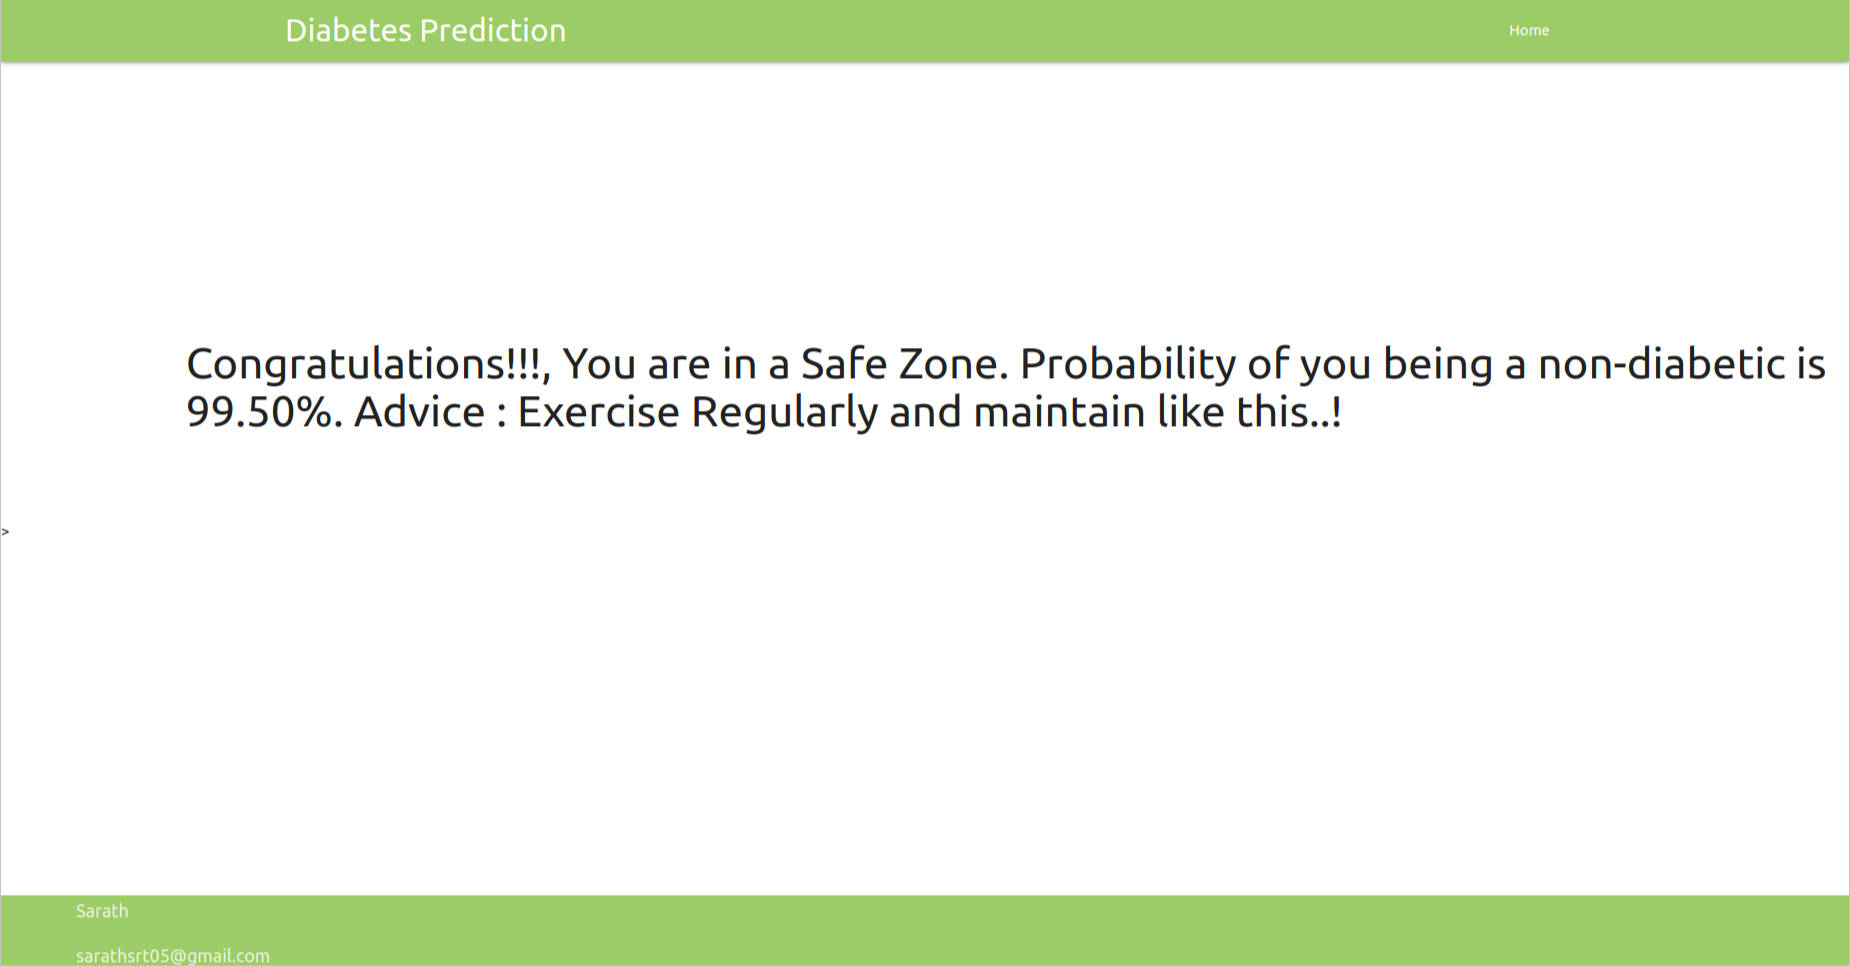 Diabetes Prediction
Home
Congratulations!!!, You are in a Safe Zone. Probability of you being a non-diabetic is
99.50%. Advice : Exercise Regularly and maintain like this..!
>
Sarath
sarathsrt05@gmail.com